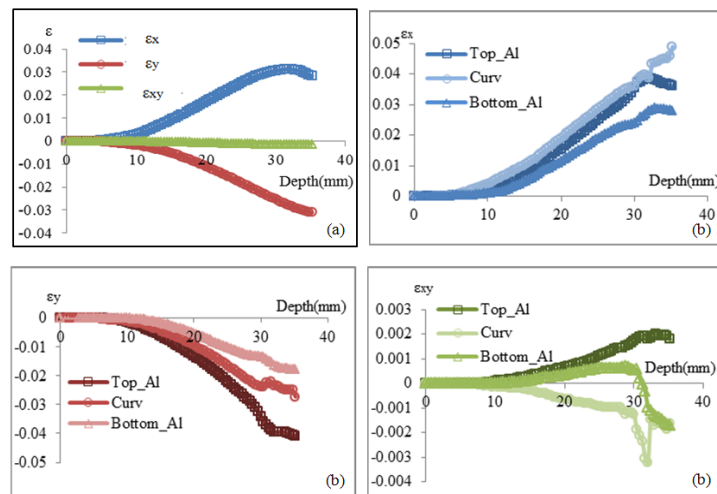 ε
εx
εy
εxy
0.04
0.03
0.02
0.01
0
-0.01
-0.02
-0.03
-0.04
0 10 20 30 40
Depth(mm)
(a)
εx
0.05
0.04
0.03
0.02
0.01
0
Top_Al
Curv
Bottom_Al
Depth(mm)
0 10 20 30 40
(b)
εy
0
-0.01
-0.02
-0.03
-0.04
-0.05
0 10 20 30 40
Depth(mm)
Top_Al
Curv
Bottom_Al
(b)
εxy
0.003
0.002
0.001
0
-0.001
-0.002
-0.003
-0.004
Top_Al
Curv
Bottom_Al
Depth(mm)
0 10 20 30 40
(b)